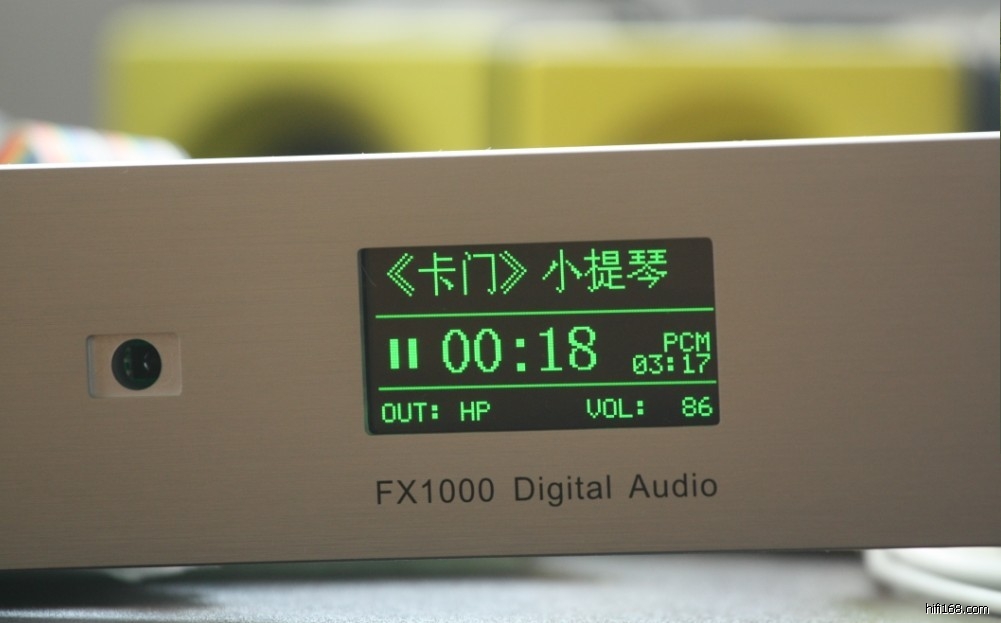 《卡门》小提琴
00:18 PCM
03:17
OUT: HP VOL: 86
FX1000 Digital Audio
hifi168.com